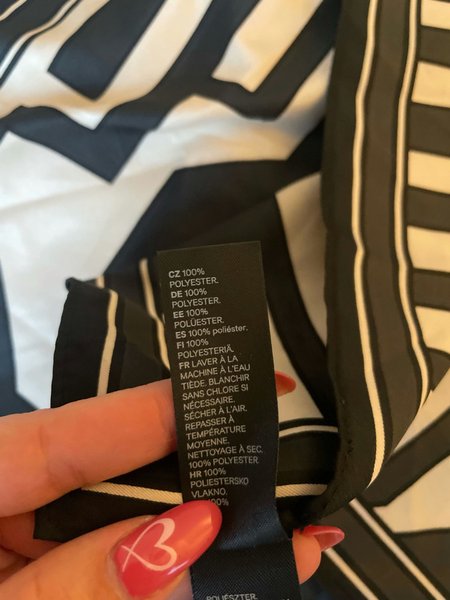 CZ 100%
POLYESTER.
DE 100%
POLYESTER.
EE 100%
POLÜESTER.
ES 100% poliéster.
FI 100%
POLYESTERIÄ.
FR LAVER À LA
MACHINE À L'EAU
TIÈDE. BLANCHIR
SANS CHLORE SI
NÉCESSAIRE.
SÉCHER À L'AIR.
REPASSER À
TEMPÉRATURE
MOYENNE.
NETTOYAGE À SEC.
100% POLYESTER.
HR 100%
POLIESTERSKO
VLAKNO.
POLIÉSZTER